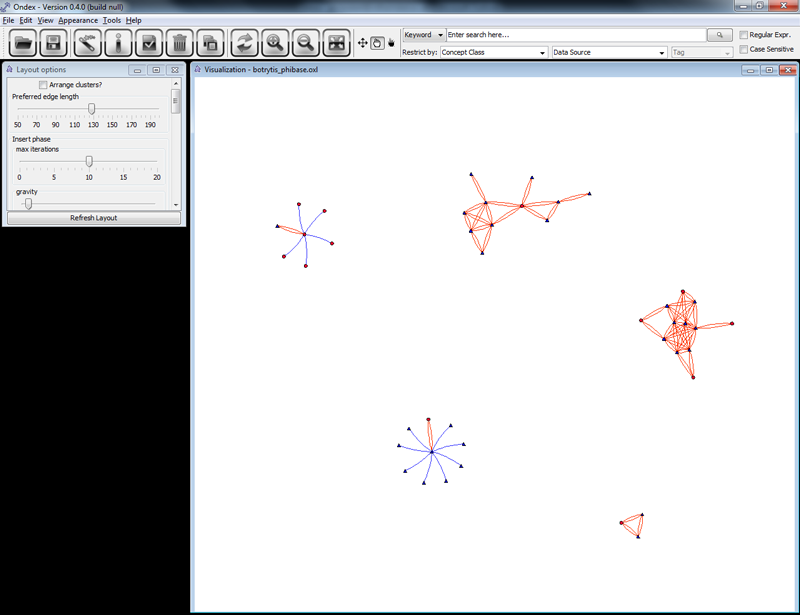 Ondex - Version 0.4.0 (build null)
File Edit View Appearance Tools Help
Keyword Enter search here... Regular Expr.
Restrict by: Concept Class Data Source Tag Case Sensitive
Layout options
Arrange clusters?
Preferred edge length
50 70 90 110 130 150 170 190
Insert phase
max iterations
0 5 10 15 20
gravity
Refresh Layout
Visualization - botrytis_phibase.oxl